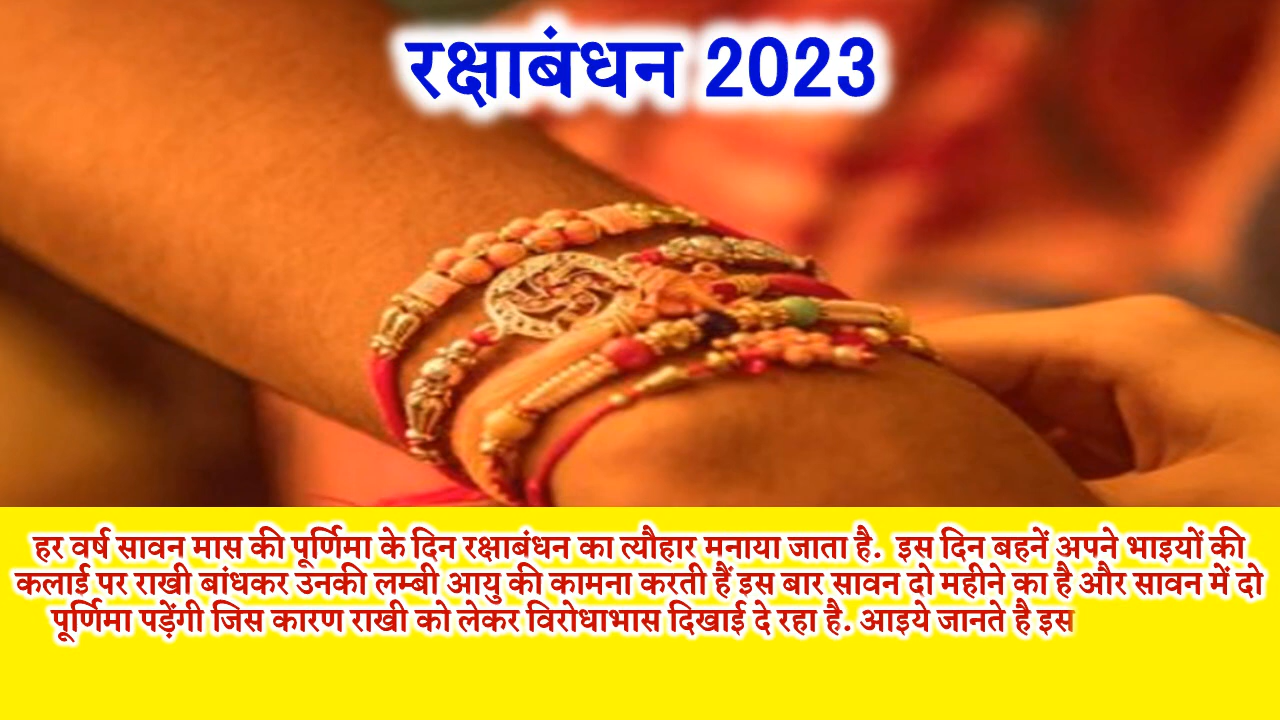 रक्षाबंधन 2023
हर वर्ष सावन मास की पूर्णिमा के दिन रक्षाबंधन का त्यौहार मनाया जाता है. इस दिन बहनें अपने भाइयों की
कलाई पर राखी बांधकर उनकी लम्बी आयु की कामना करती हैं इस बार सावन दो महीने का है और सावन में दो
पूर्णिमा पड़ेंगी जिस कारण राखी को लेकर विरोधाभास दिखाई दे रहा है. आइये जानते है इस